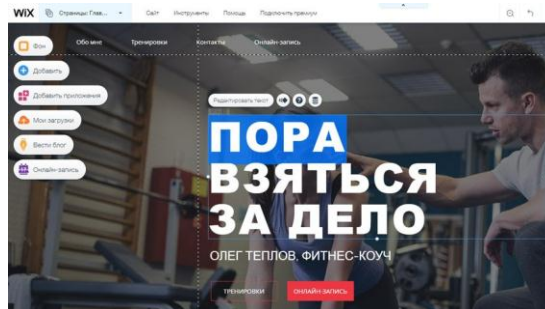 WiX Страницы: Глав... Сайт Инструменты Помощь Подключить премиум
Фон
Обо мне Тренировки Контакты Онлайн-запись
Добавить
Добавить приложения
Редактировать текст
Мои загрузки
Вести блог
Онлайн-запись
ПОРА
ВЗЯТЬСЯ
ЗА ДЕЛО
ОЛЕГ ТЕПЛОВ, ФИТНЕС-КОУЧ
ТРЕНИРОВКИ ОНЛАЙН-ЗАПИСЬ